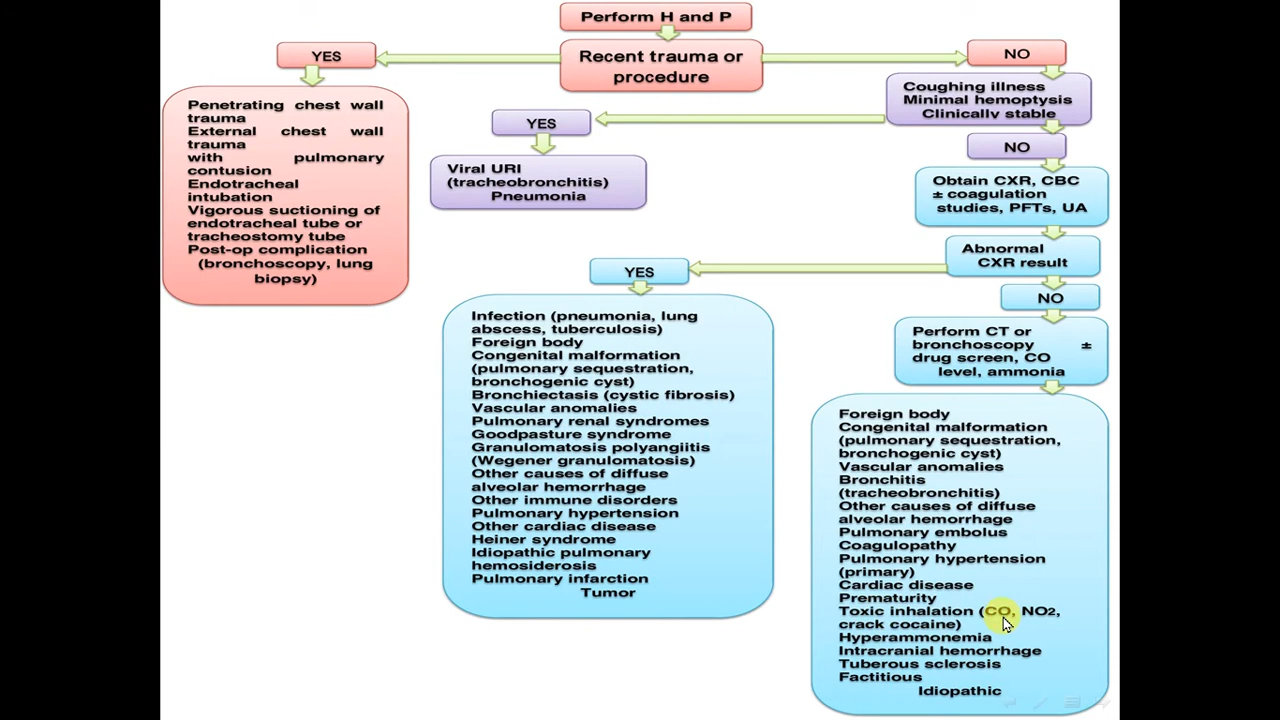 Perform H and P
Recent trauma or
procedure
YES
Penetrating chest wall
trauma
External chest wall
trauma
with pulmonary
contusion
Endotracheal
intubation
Vigorous suctioning of
endotracheal tube or
tracheostomy tube
Post-op complication
(bronchoscopy, lung
biopsy)
NO
Coughing illness
Minimal hemoptysis
Clinically stable
YES
Viral URI
(tracheobronchitis)
Pneumonia
NO
Obtain CXR, CBC
± coagulation
studies, PFTs, UA
Abnormal
CXR result
YES
Infection (pneumonia, lung
abscess, tuberculosis)
Foreign body
Congenital malformation
(pulmonary sequestration,
bronchogenic cyst)
Bronchiectasis (cystic fibrosis)
Vascular anomalies
Pulmonary renal syndromes
Goodpasture syndrome
Granulomatosis polyangiitis
(Wegener granulomatosis)
Other causes of diffuse
alveolar hemorrhage
Other immune disorders
Pulmonary hypertension
Other cardiac disease
Heiner syndrome
Idiopathic pulmonary
hemosiderosis
Pulmonary infarction
Tumor
NO
Perform CT or
bronchoscopy ±
drug screen, CO
level, ammonia
Foreign body
Congenital malformation
(pulmonary sequestration,
bronchogenic cyst)
Vascular anomalies
Bronchitis
(tracheobronchitis)
Other causes of diffuse
alveolar hemorrhage
Pulmonary embolus
Coagulopathy
Pulmonary hypertension
(primary)
Cardiac disease
Prematurity
Toxic inhalation (CO, NO2,
crack cocaine)
Hyperammonemia
Intracranial hemorrhage
Tuberous sclerosis
Factitious
Idiopathic